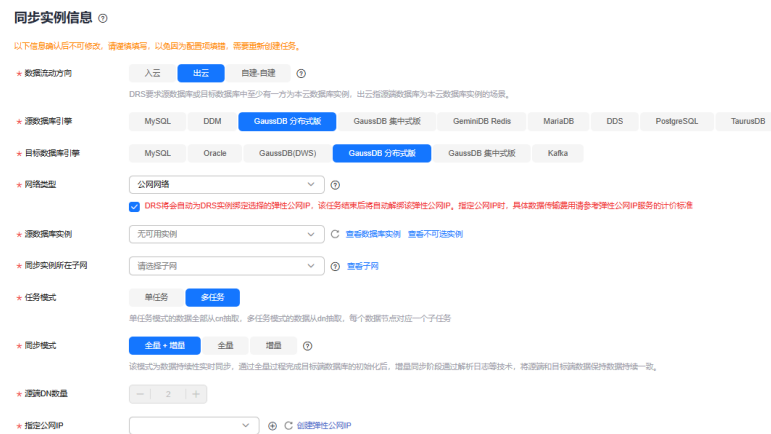 同步实例信息
以下信息确认后不可修改，请谨慎填写，以免因为配置项填错，需要重新创建任务。
* 数据流动方向 入云 出云 自建-自建
DRS要求源数据库或目标数据库中至少有一方为本云数据库实例，出云指源端数据库为本云数据库实例的场景。
* 源数据库引擎 MySQL DDM GaussDB 分布式版 GaussDB 集中式版 GeminiDB Redis MariaDB DDS PostgreSQL TaurusDB
* 目标数据库引擎 MySQL Oracle GaussDB(DWS) GaussDB 分布式版 GaussDB 集中式版 Kafka
* 网络类型 公网网络
DRS将会自动为DRS实例绑定选择的弹性公网IP，该任务结束后将自动解绑该弹性公网IP。指定公网IP时，具体数据传输费用请参考弹性公网IP服务的计价标准
* 源数据库实例 无可用实例 查看数据库实例 查看不可选实例
* 同步实例所在子网 请选择子网 查看子网
* 任务模式 单任务 多任务
单任务模式的数据全部从cn抽取，多任务模式的数据从dn抽取，每个数据节点对应一个子任务
* 同步模式 全量+增量 全量 增量
该模式为数据持续性实时同步，通过全量过程完成目标端数据库的初始化后，增量同步阶段通过解析日志等技术，将源端和目标端数据保持数据持续一致。
* 源端DN数量 2
* 指定公网IP 创建弹性公网IP